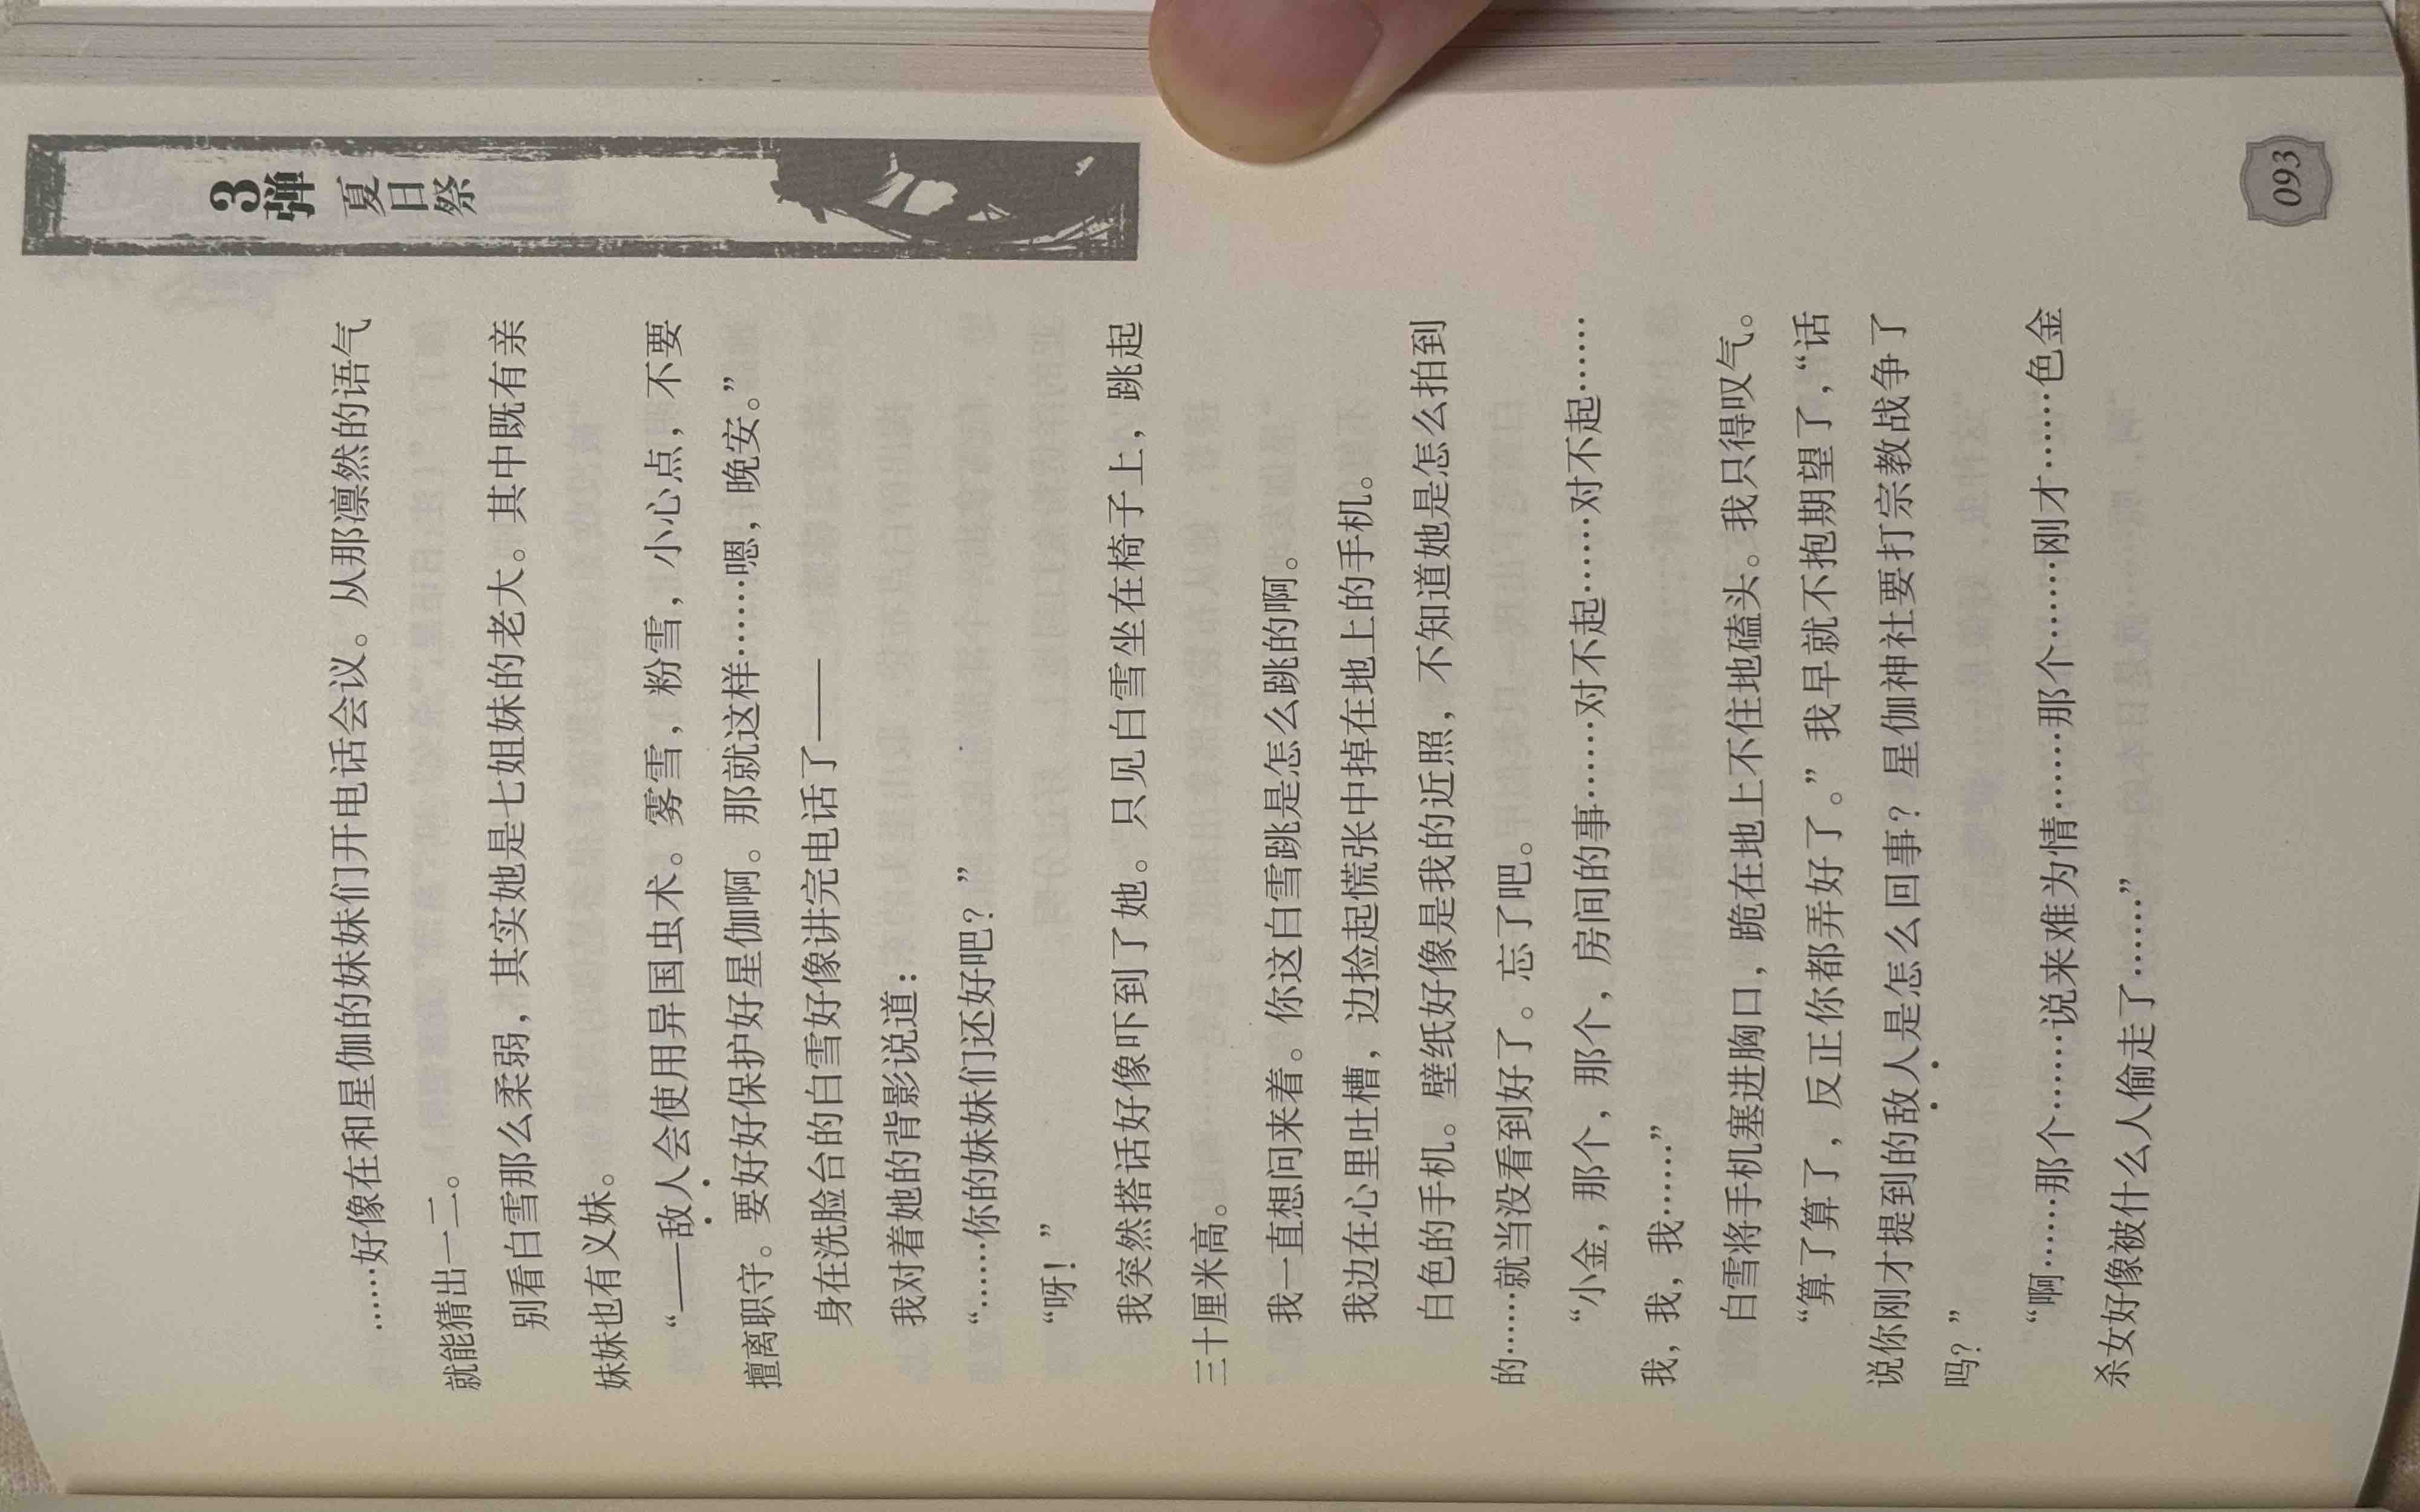 3弹 夏日祭
……好像在和星伽的妹妹们开电话会议。从那凛然的语气
就能猜出一二。
别看白雪那么柔弱，其实她是七姐妹的老大。其中既有亲
妹妹也有义妹。
“——敌人会使用异国虫术。雾雪，粉雪，小心点，不要
擅离职守。要好好保护好星伽啊。那就这样……嗯，晚安。”
身在洗脸台的白雪好像讲完电话了——
我对着她的背影说道：
“……你的妹妹们还好吧？”
“呀！”
我突然搭话好像吓到了她。只见白雪坐在椅子上，跳起
三十厘米高。
我一直想问来着。你这白雪跳是怎么跳的啊。
我边在心里吐槽，边捡起慌张中掉在地上的手机。
白色的手机。壁纸好像是我的近照，不知道她是怎么拍到
的……就当没看到好了。忘了吧。
“小金，那个，那个，房间的事……对不起……对不起……
我，我，我……”
白雪将手机塞进胸口，跪在地上不住地磕头。我只得叹气。
“算了算了，反正你都弄好了。”我早就不抱期望了，“话
说你刚才提到的敌人是怎么回事？星伽神社要打宗教战争了
吗？”
“啊……那个……说来难为情……那个……刚才……色金
杀女好像被什么人偷走了……”
093